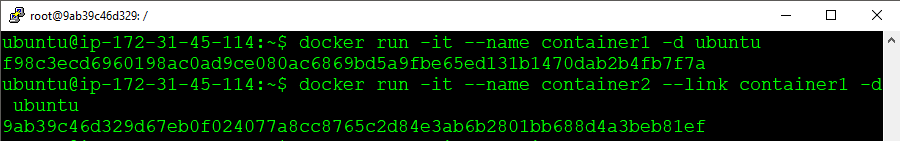 root@9ab39c46d329: /
ubuntu@ip-172-31-45-114:~$ docker run -it --name container1 -d ubuntu
f98c3ecd6960198ac0ad9ce080ac6869bd5a9fbe65ed131b1470dab2b4fb7f7a
ubuntu@ip-172-31-45-114:~$ docker run -it --name container2 --link container1 -d
ubuntu
9ab39c46d329d67eb0f024077a8cc8765c2d84e3ab6b2801bb688d4a3beb81ef